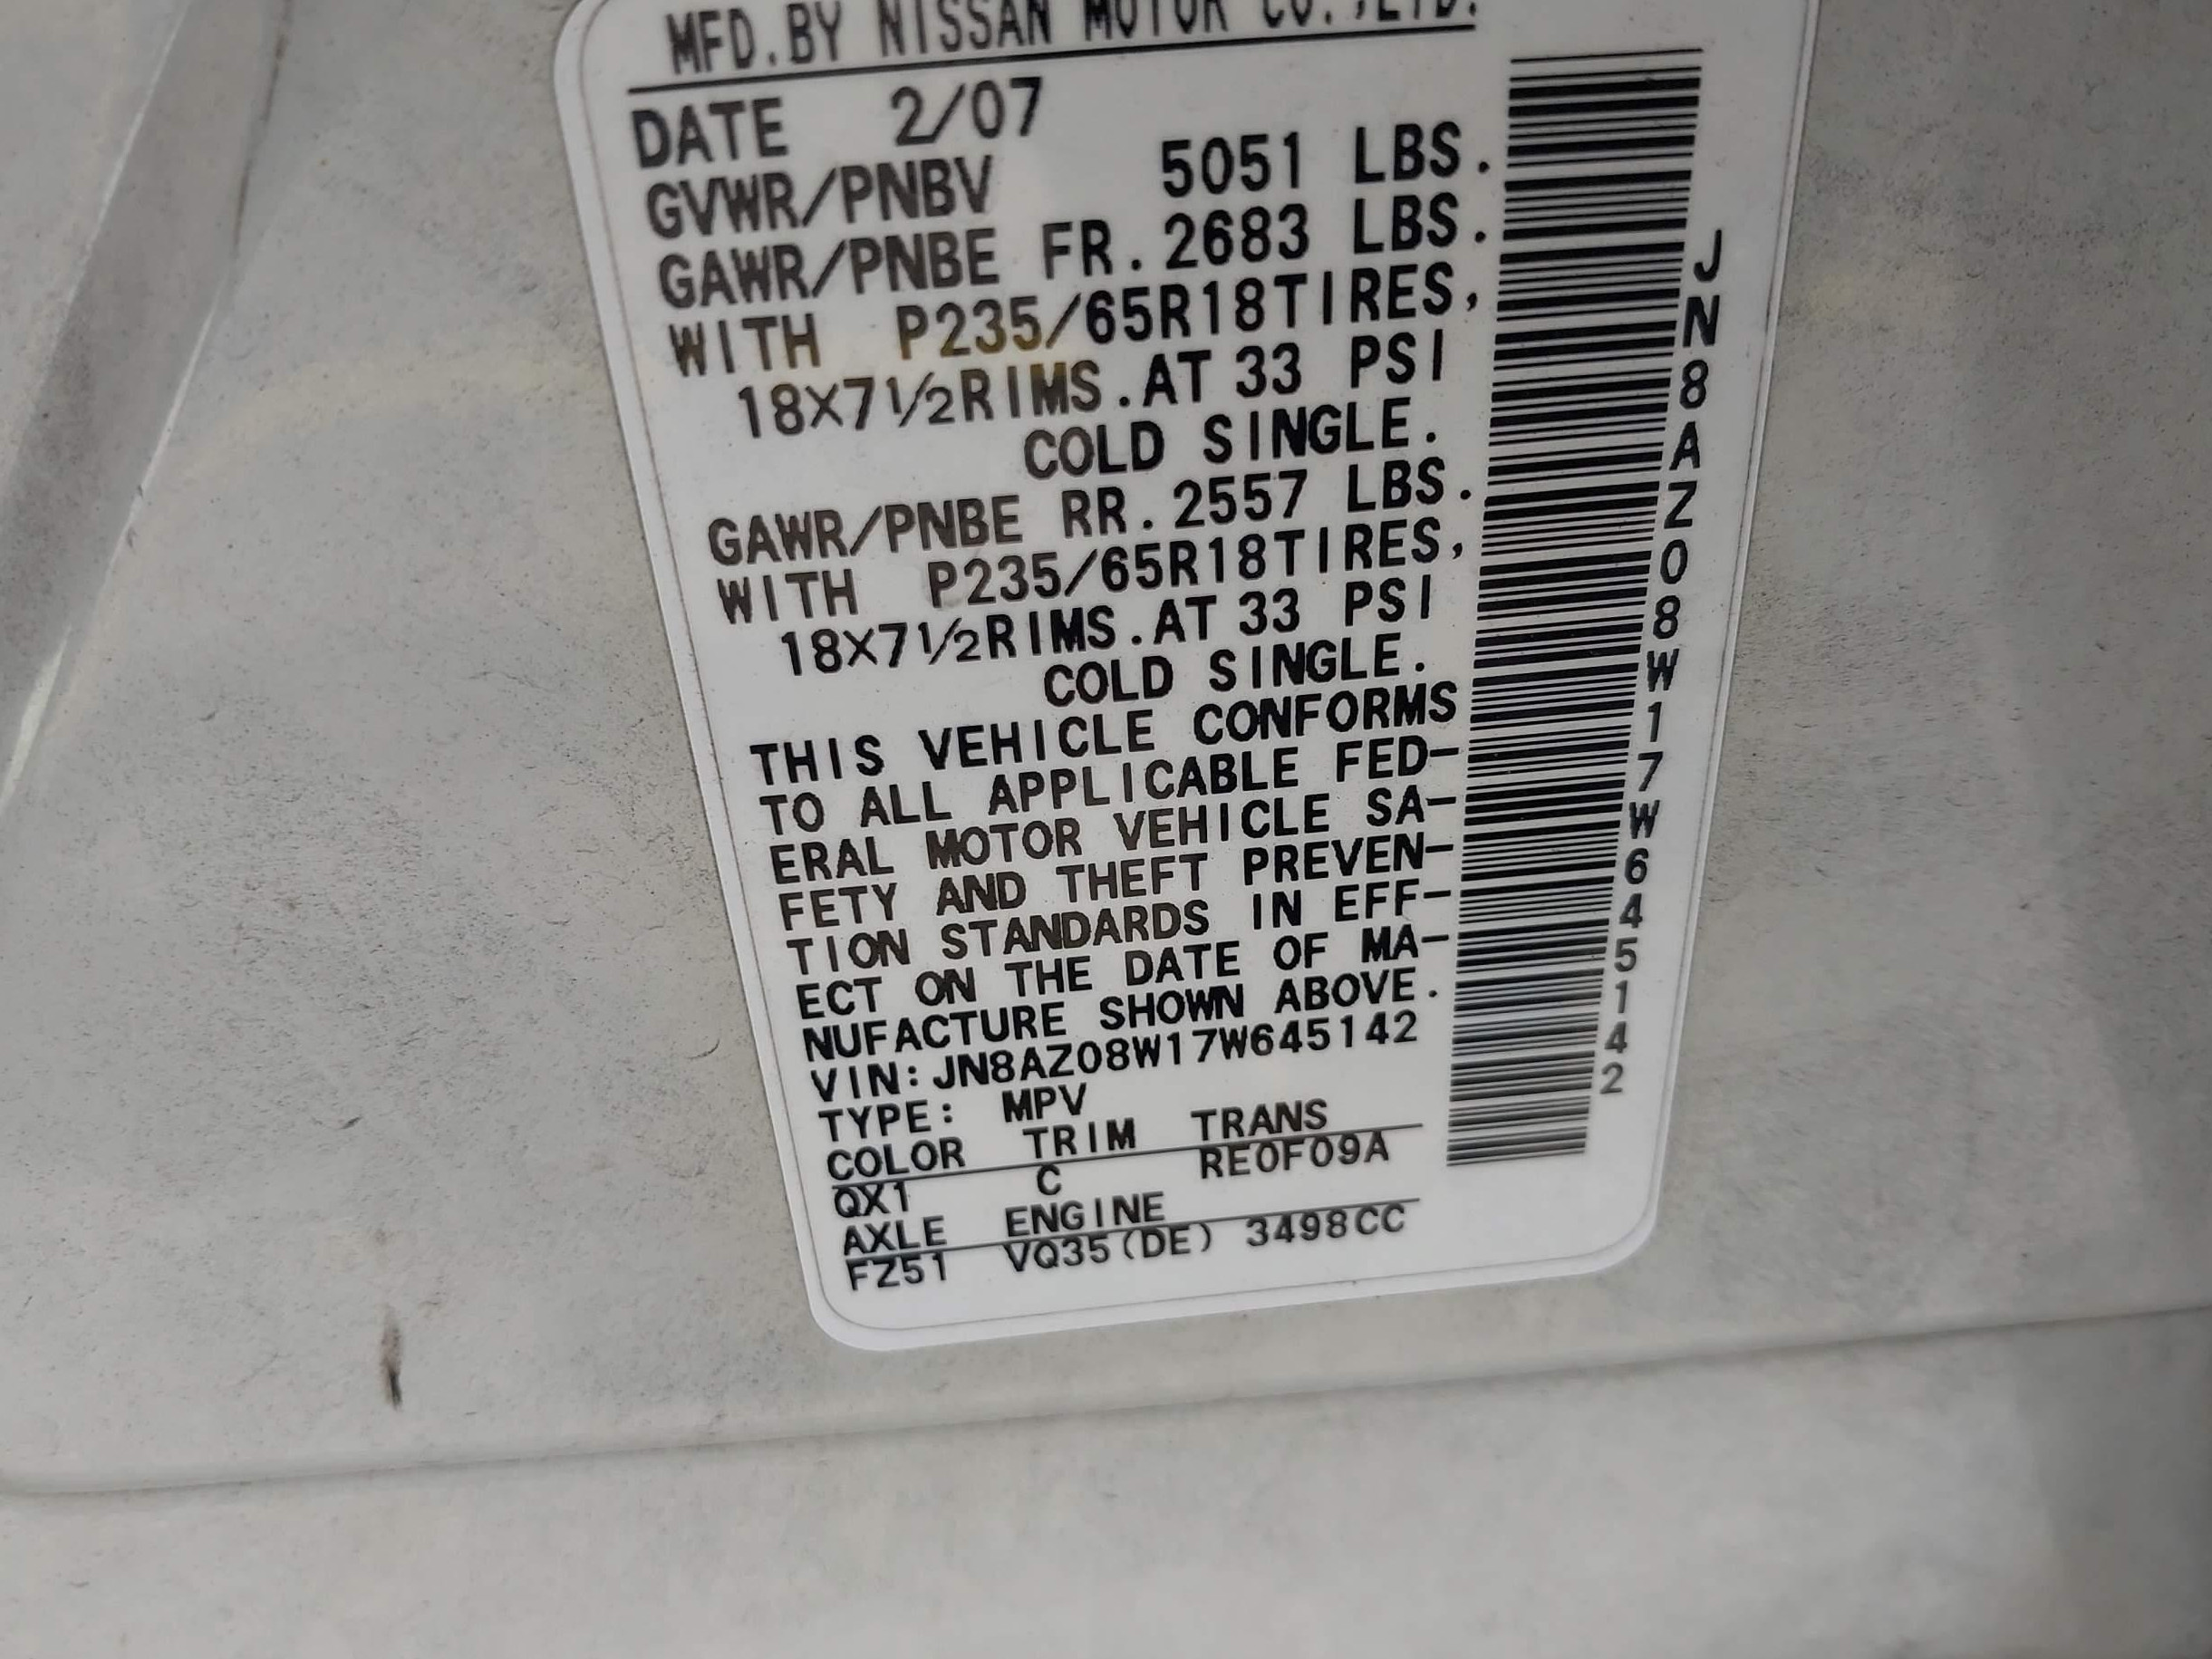 MFD.BY NISSAN MOTOR CO.,LTD.
DATE 2/07
GVWR/PNBV 5051 LBS.
GAWR/PNBE FR.2683 LBS.
WITH P235/65R18TIRES,
18X7½RIMS.AT 33 PSI
COLD SINGLE.
GAWR/PNBE RR.2557 LBS.
WITH P235/65R18TIRES,
18X7½RIMS.AT 33 PSI
COLD SINGLE.
THIS VEHICLE CONFORMS
TO ALL APPLICABLE FED-
ERAL MOTOR VEHICLE SA-
FETY AND THEFT PREVEN-
TION STANDARDS IN EFF-
ECT ON THE DATE OF MA-
NUFACTURE SHOWN ABOVE.
VIN:JN8AZ08W17W645142
TYPE: MPV
COLOR TRIM TRANS
QX1 C RE0F09A
AXLE ENGINE
FZ51 VQ35(DE) 3498CC
JN8AZ08W17W645142